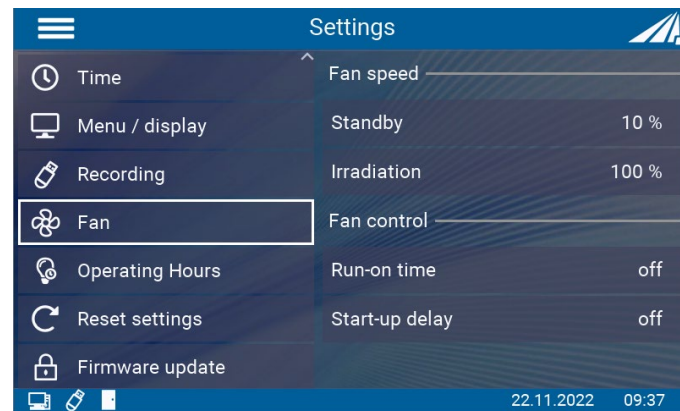 Settings
Time
Menu / display
Recording
Fan
Operating Hours
Reset settings
Firmware update
Fan speed
Standby 10 %
Irradiation 100 %
Fan control
Run-on time off
Start-up delay off
22.11.2022 09:37